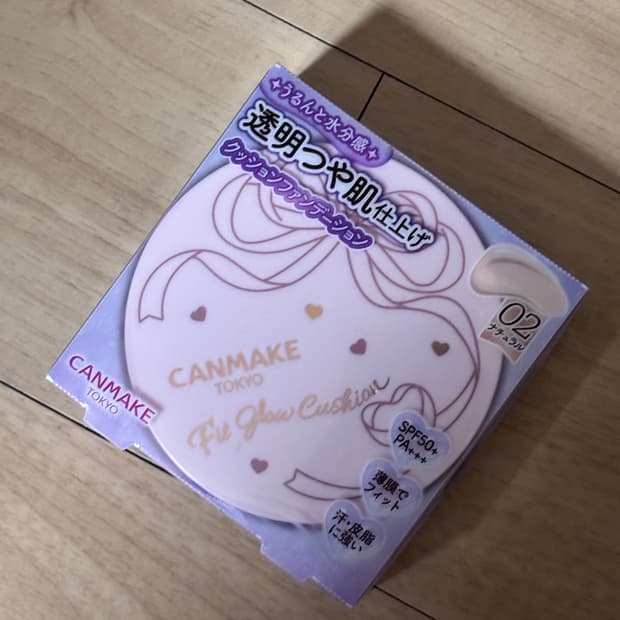 ✦うるんと水分感✦
透明つや肌仕上げ
クッションファンデーション
02
ナチュラル
CANMAKE
TOKYO
Fit Glow Cushion
CANMAKE
TOKYO
SPF50+
PA+++
薄膜で
フィット
汗・皮脂
に強い